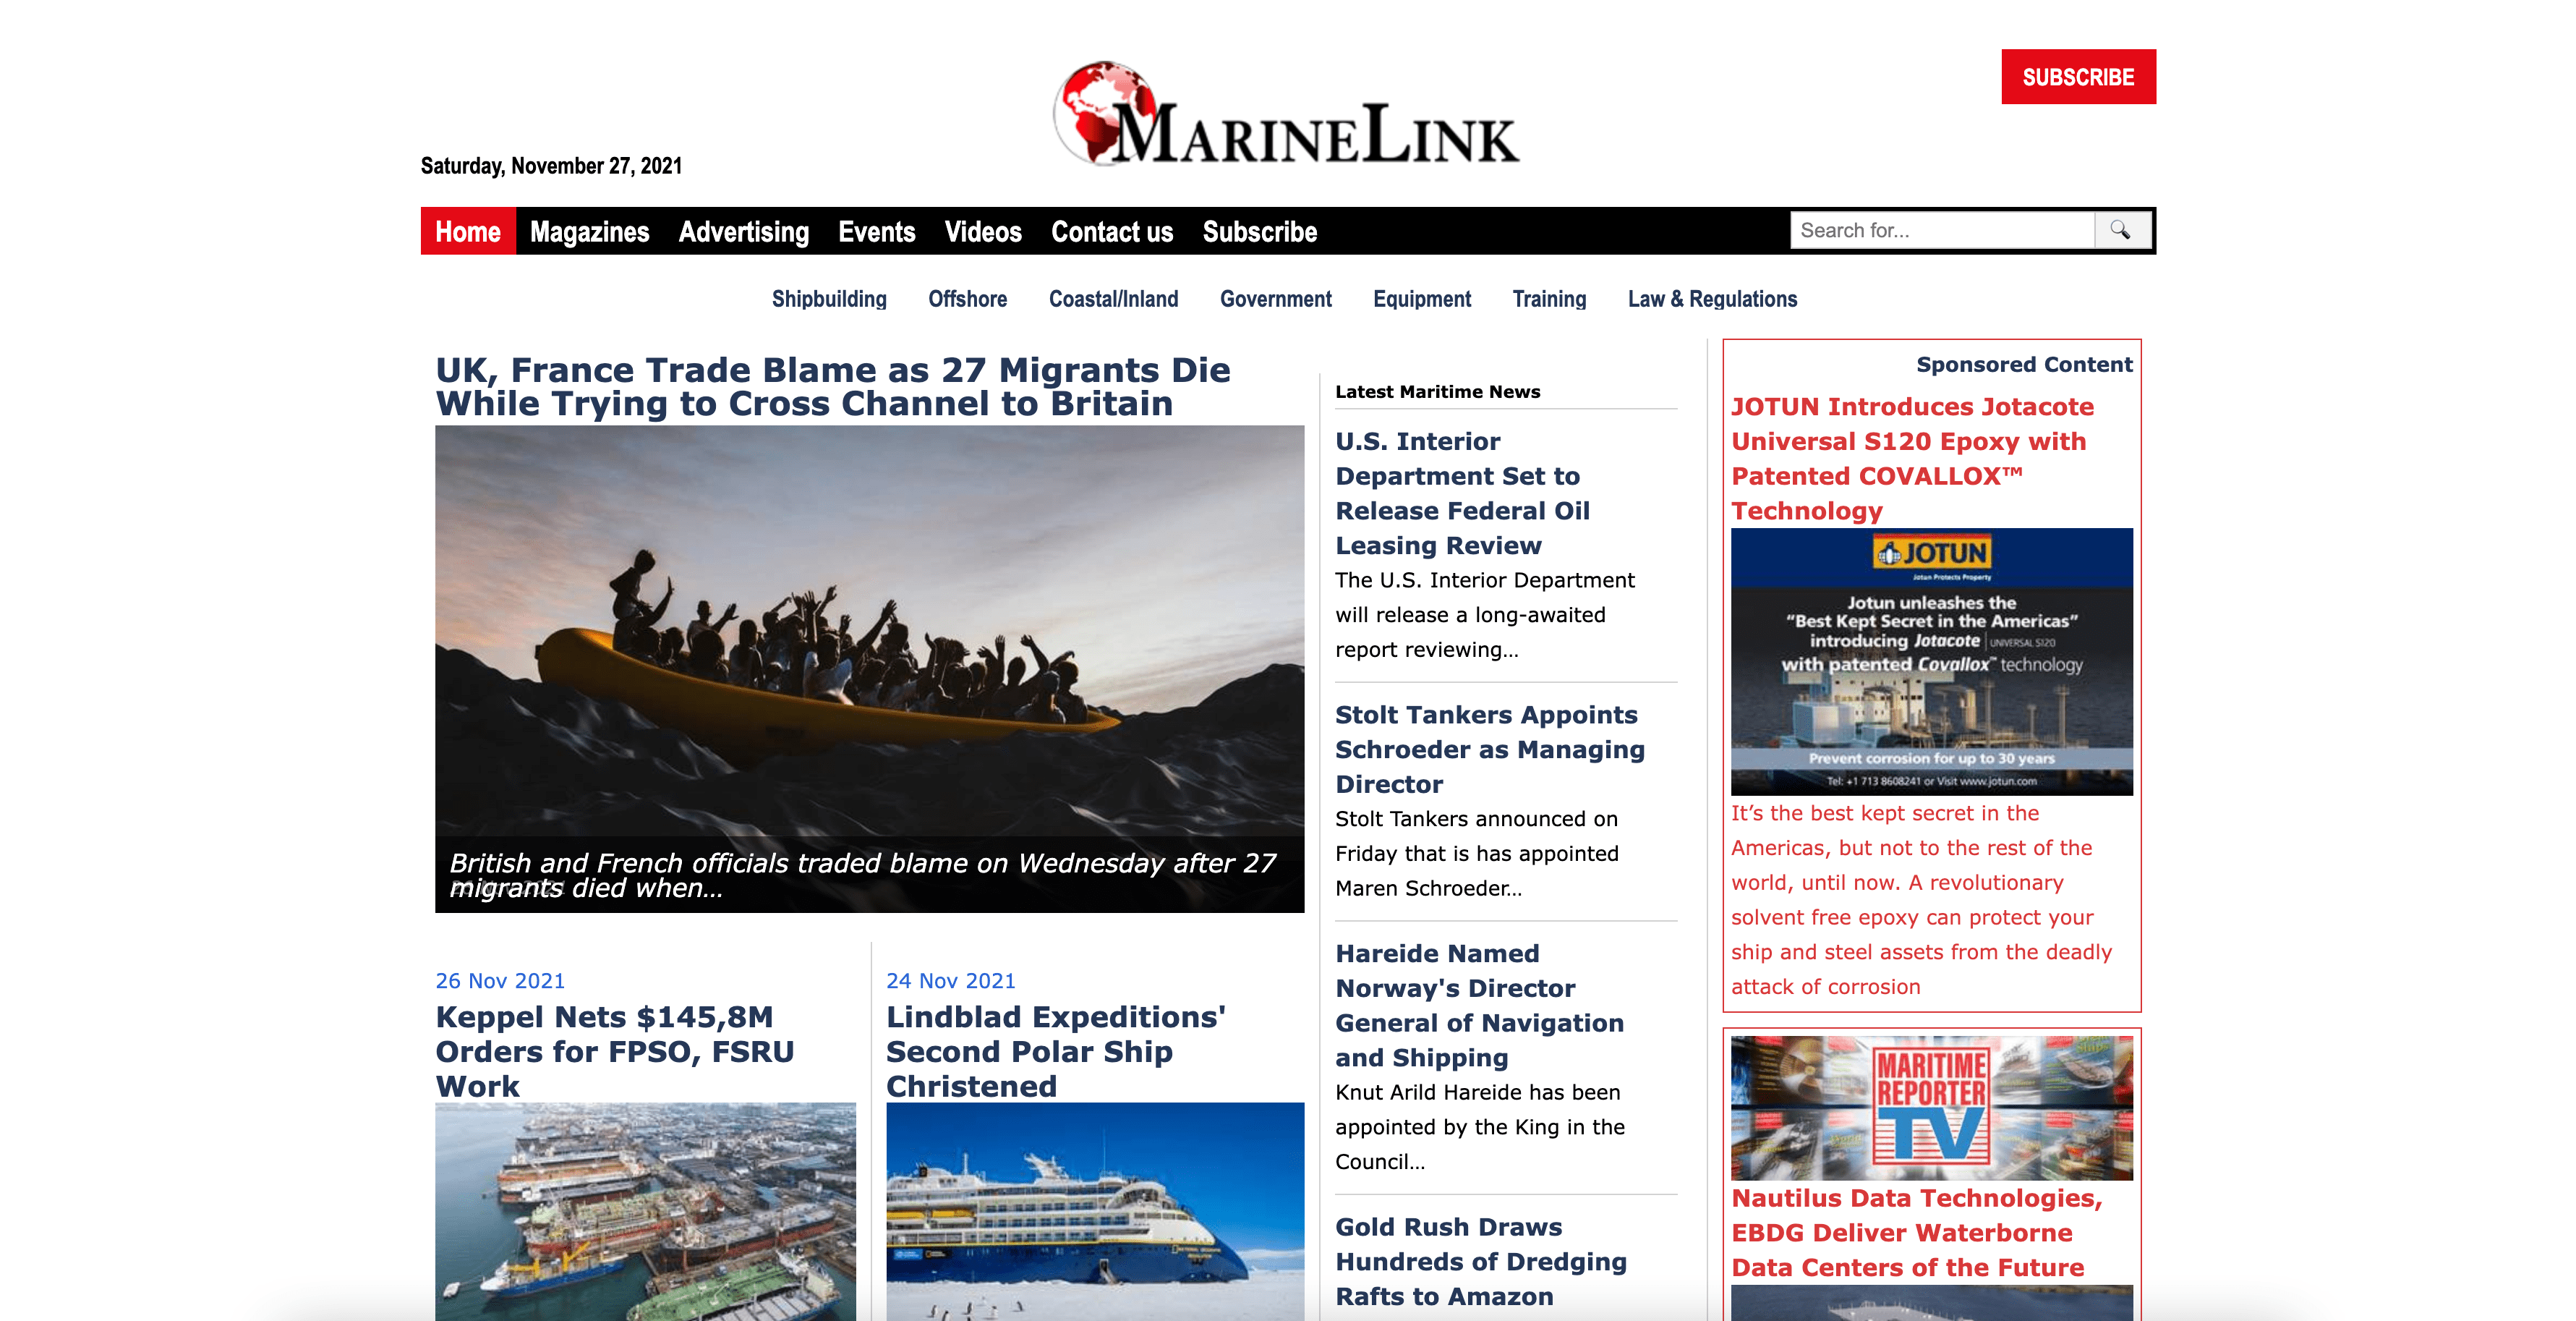 SUBSCRIBE
MARINELINK
Saturday, November 27, 2021
Home Magazines Advertising Events Videos Contact us Subscribe
Search for...
Shipbuilding Offshore Coastal/Inland Government Equipment Training Law & Regulations
UK, France Trade Blame as 27 Migrants Die
While Trying to Cross Channel to Britain
British and French officials traded blame on Wednesday after 27
migrants died when...
26 Nov 2021
26 Nov 2021
Keppel Nets $145,8M
Orders for FPSO, FSRU
Work
24 Nov 2021
Lindblad Expeditions'
Second Polar Ship
Christened
Latest Maritime News
U.S. Interior
Department Set to
Release Federal Oil
Leasing Review
The U.S. Interior Department
will release a long-awaited
report reviewing...
Stolt Tankers Appoints
Schroeder as Managing
Director
Stolt Tankers announced on
Friday that is has appointed
Maren Schroeder...
Hareide Named
Norway's Director
General of Navigation
and Shipping
Knut Arild Hareide has been
appointed by the King in the
Council...
Gold Rush Draws
Hundreds of Dredging
Rafts to Amazon
Sponsored Content
JOTUN Introduces Jotacote
Universal S120 Epoxy with
Patented COVALLOX™
Technology
JOTUN
Jotun Protects Property
Jotun unleashes the
"Best Kept Secret in the Americas"
introducing Jotacote | UNIVERSAL S120
with patented Covallox™ technology
Prevent corrosion for up to 30 years
Tel: +1 713 8608241 or Visit www.jotun.com
It's the best kept secret in the
Americas, but not to the rest of the
world, until now. A revolutionary
solvent free epoxy can protect your
ship and steel assets from the deadly
attack of corrosion
MARITIME
REPORTER
TV
Nautilus Data Technologies,
EBDG Deliver Waterborne
Data Centers of the Future